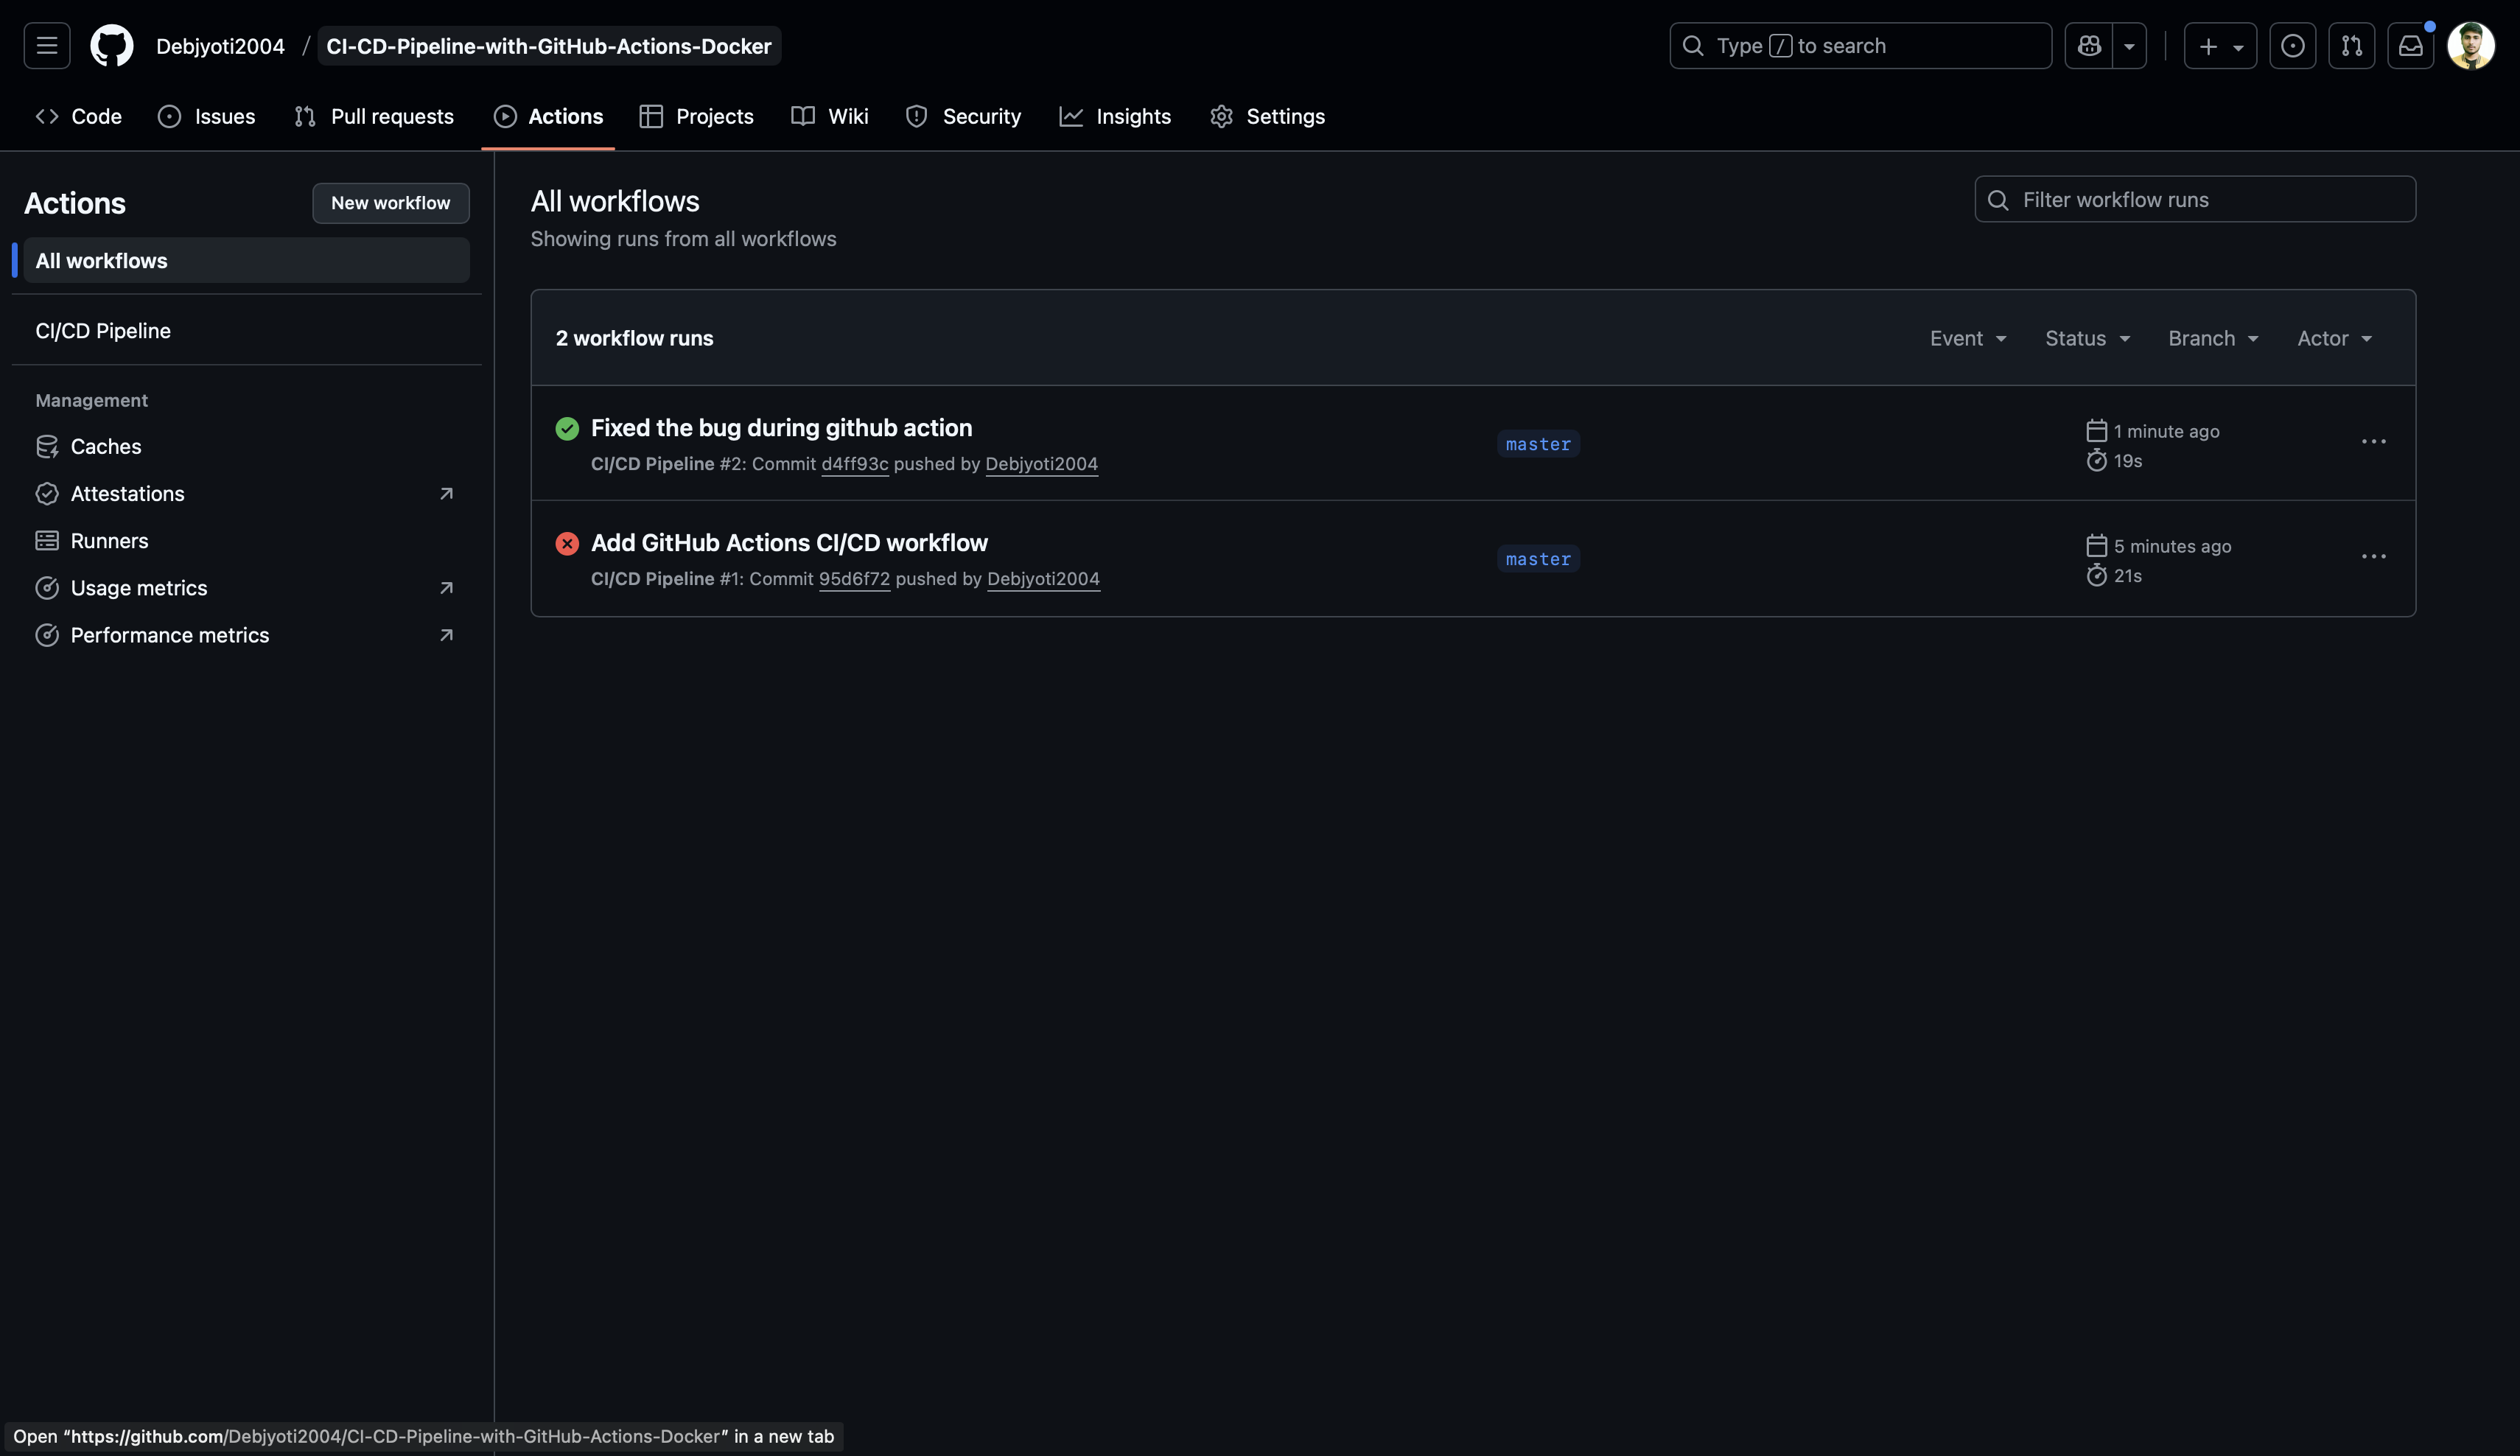 Debjyoti2004 / CI-CD-Pipeline-with-GitHub-Actions-Docker
Type / to search
Code Issues Pull requests Actions Projects Wiki Security Insights Settings
Actions
New workflow
All workflows
CI/CD Pipeline
Management
Caches
Attestations
Runners
Usage metrics
Performance metrics
All workflows
Showing runs from all workflows
Filter workflow runs
2 workflow runs
Event Status Branch Actor
Fixed the bug during github action
CI/CD Pipeline #2: Commit d4ff93c pushed by Debjyoti2004
master
1 minute ago
19s
Add GitHub Actions CI/CD workflow
CI/CD Pipeline #1: Commit 95d6f72 pushed by Debjyoti2004
master
5 minutes ago
21s
Open “https://github.com/Debjyoti2004/CI-CD-Pipeline-with-GitHub-Actions-Docker” in a new tab